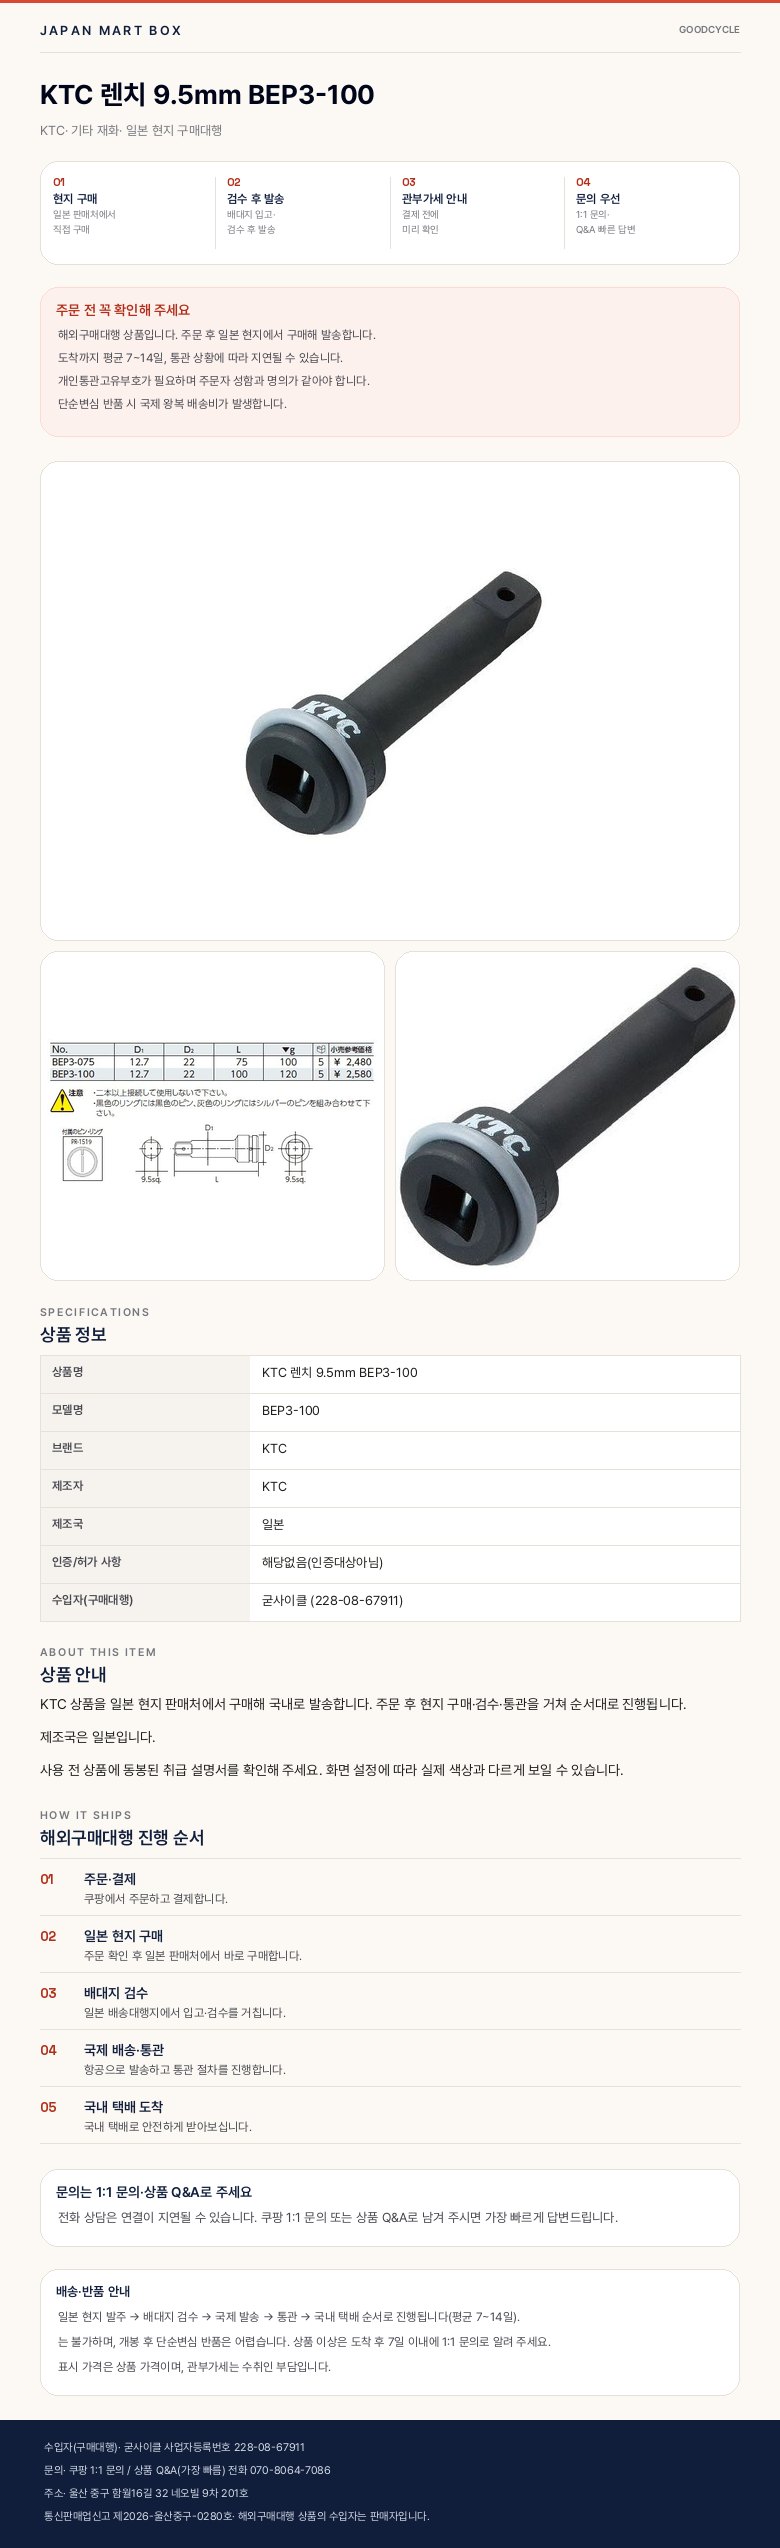 JAPAN MART BOX
GOODCYCLE
KTC 렌치 9.5mm BEP3-100
KTC· 기타 재화· 일본 현지 구매대행
01
현지 구매
일본 판매처에서
직접 구매
02
검수 후 발송
배대지 입고·
검수 후 발송
03
관부가세 안내
결제 전에
미리 확인
04
문의 우선
1:1 문의·
Q&A 빠른 답변
주문 전 꼭 확인해 주세요
해외구매대행 상품입니다. 주문 후 일본 현지에서 구매해 발송합니다.
도착까지 평균 7~14일, 통관 상황에 따라 지연될 수 있습니다.
개인통관고유부호가 필요하며 주문자 성함과 명의가 같아야 합니다.
단순변심 반품 시 국제 왕복 배송비가 발생합니다.
KTC
No. D1 D2 L ▼g 小売参考価格
BEP3-075 12.7 22 75 100 5 ¥ 2,480
BEP3-100 12.7 22 100 120 5 ¥ 2,580
注意
・二本以上接続して使用しないで下さい。
・黒色のリングには黒色のピン、灰色のリングにはシルバーのピンを組み合わせて下
さい。
付属のピン・リング
PR-1519
D1
D2
9.5sq.
L
9.5sq.
KTC
SPECIFICATIONS
상품 정보
상품명 KTC 렌치 9.5mm BEP3-100
모델명 BEP3-100
브랜드 KTC
제조자 KTC
제조국 일본
인증/허가 사항 해당없음(인증대상아님)
수입자(구매대행) 굳사이클 (228-08-67911)
ABOUT THIS ITEM
상품 안내
KTC 상품을 일본 현지 판매처에서 구매해 국내로 발송합니다. 주문 후 현지 구매·검수·통관을 거쳐 순서대로 진행됩니다.
제조국은 일본입니다.
사용 전 상품에 동봉된 취급 설명서를 확인해 주세요. 화면 설정에 따라 실제 색상과 다르게 보일 수 있습니다.
HOW IT SHIPS
해외구매대행 진행 순서
01
주문·결제
쿠팡에서 주문하고 결제합니다.
02
일본 현지 구매
주문 확인 후 일본 판매처에서 바로 구매합니다.
03
배대지 검수
일본 배송대행지에서 입고·검수를 거칩니다.
04
국제 배송·통관
항공으로 발송하고 통관 절차를 진행합니다.
05
국내 택배 도착
국내 택배로 안전하게 받아보십니다.
문의는 1:1 문의·상품 Q&A로 주세요
전화 상담은 연결이 지연될 수 있습니다. 쿠팡 1:1 문의 또는 상품 Q&A로 남겨 주시면 가장 빠르게 답변드립니다.
배송·반품 안내
일본 현지 발주 → 배대지 검수 → 국제 발송 → 통관 → 국내 택배 순서로 진행됩니다(평균 7~14일).
는 불가하며, 개봉 후 단순변심 반품은 어렵습니다. 상품 이상은 도착 후 7일 이내에 1:1 문의로 알려 주세요.
표시 가격은 상품 가격이며, 관부가세는 수취인 부담입니다.
수입자(구매대행)· 굳사이클 사업자등록번호 228-08-67911
문의· 쿠팡 1:1 문의 / 상품 Q&A(가장 빠름) 전화 070-8064-7086
주소· 울산 중구 함월16길 32 네오빌 9차 201호
통신판매업신고 제2026-울산중구-0280호· 해외구매대행 상품의 수입자는 판매자입니다.